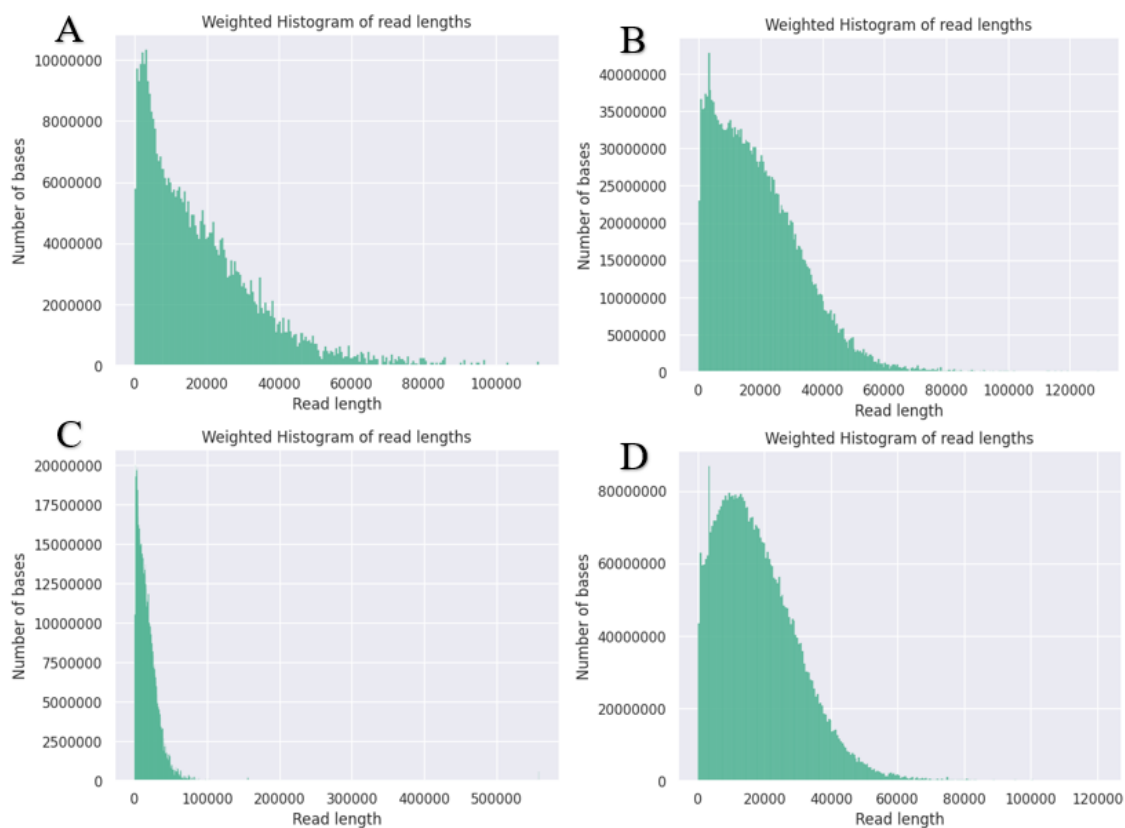 A
Weighted Histogram of read lengths
10000000
8000000
6000000
4000000
2000000
0
Number of bases
0 20000 40000 60000 80000 100000
Read length
B
Weighted Histogram of read lengths
40000000
35000000
30000000
25000000
20000000
15000000
10000000
5000000
0
Number of bases
0 20000 40000 60000 80000 100000 120000
Read length
C
Weighted Histogram of read lengths
20000000
17500000
15000000
12500000
10000000
7500000
5000000
2500000
0
Number of bases
0 100000 200000 300000 400000 500000
Read length
D
Weighted Histogram of read lengths
80000000
60000000
40000000
20000000
0
Number of bases
0 20000 40000 60000 80000 100000 120000
Read length